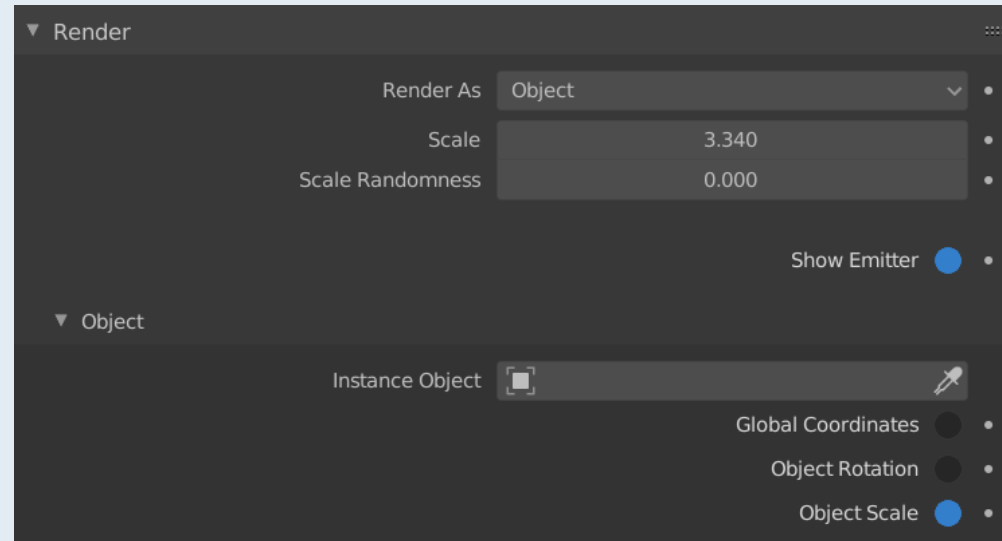 Render
Render As Object
Scale 3.340
Scale Randomness 0.000
Show Emitter
Object
Instance Object
Global Coordinates
Object Rotation
Object Scale